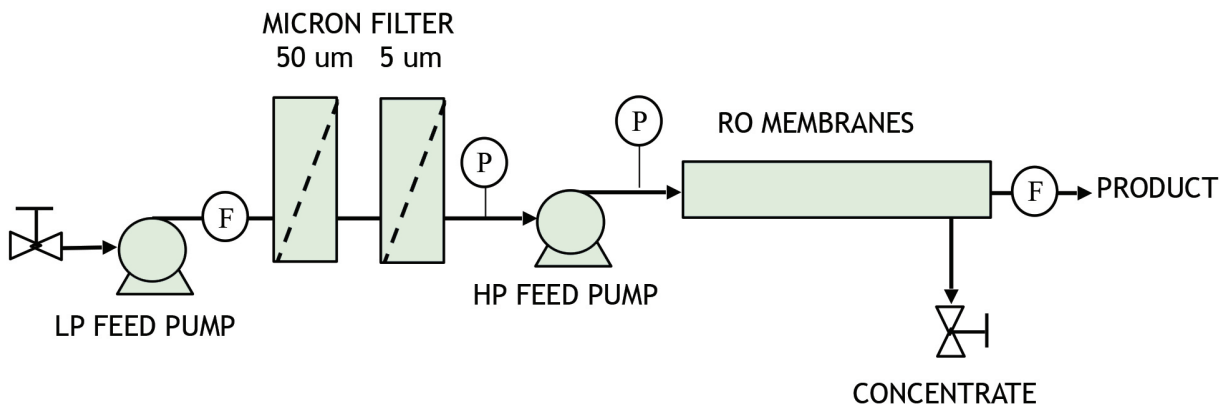 MICRON FILTER
50 um 5 um
P
RO MEMBRANES
P
F
F
PRODUCT
HP FEED PUMP
LP FEED PUMP
CONCENTRATE